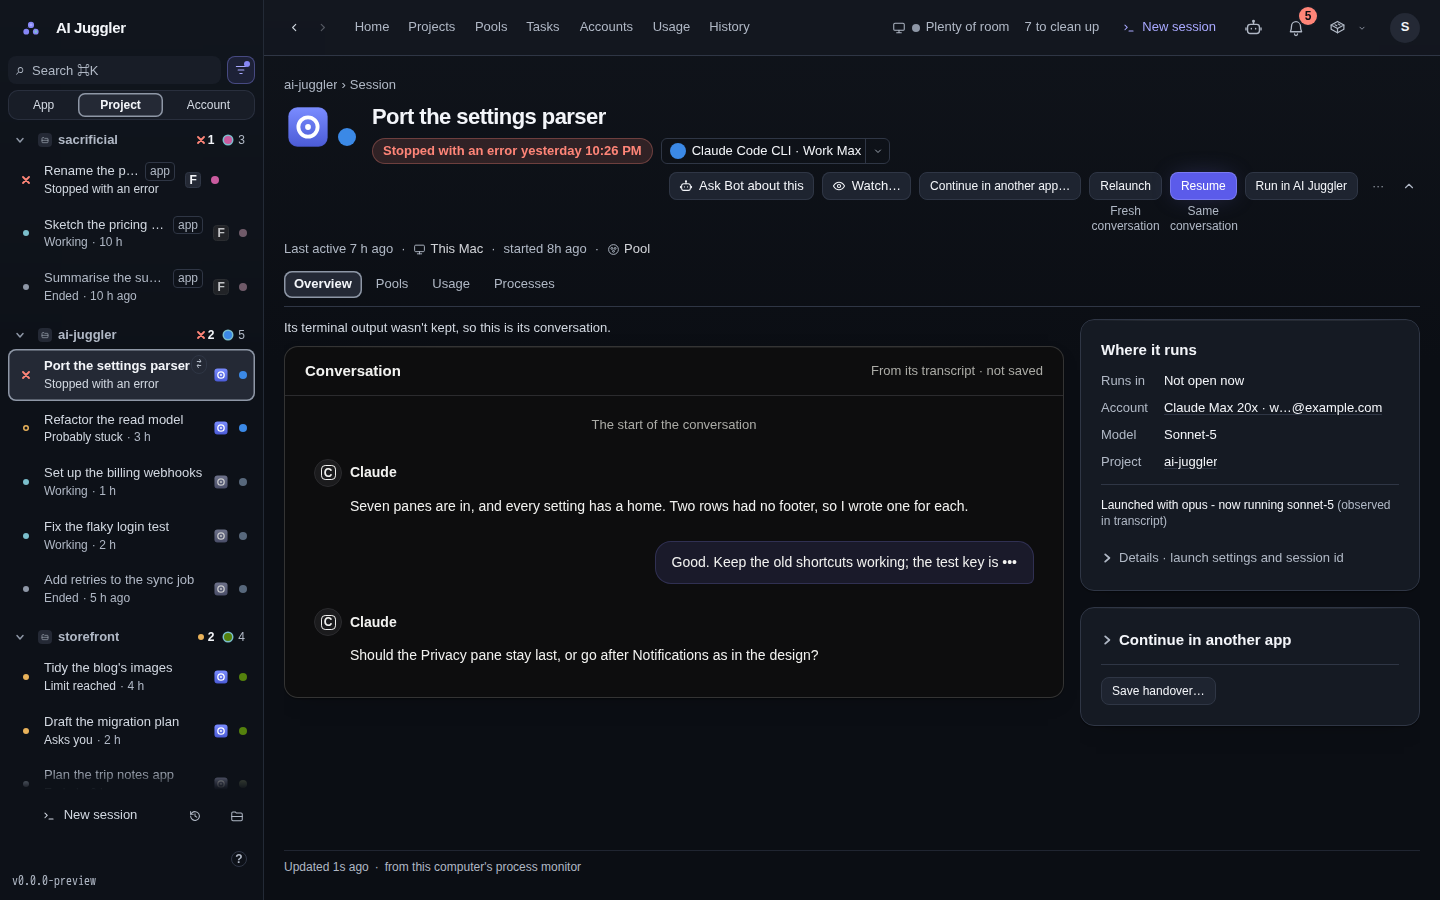 AI Juggler
Search ⌘K
App Project Account
sacrificial 1 3
Rename the p… app
Stopped with an error
F
Sketch the pricing … app
Working · 10 h
F
Summarise the su… app
Ended · 10 h ago
F
ai-juggler 2 5
Port the settings parser
Stopped with an error
Refactor the read model
Probably stuck · 3 h
Set up the billing webhooks
Working · 1 h
Fix the flaky login test
Working · 2 h
Add retries to the sync job
Ended · 5 h ago
storefront 2 4
Tidy the blog's images
Limit reached · 4 h
Draft the migration plan
Asks you · 2 h
Plan the trip notes app
New session
?
v0.0.0-preview
Home Projects Pools Tasks Accounts Usage History
Plenty of room 7 to clean up New session 5 S
ai-juggler › Session
Port the settings parser
Stopped with an error yesterday 10:26 PM Claude Code CLI · Work Max
Ask Bot about this Watch… Continue in another app… Relaunch Resume Run in AI Juggler ···
Fresh conversation
Same conversation
Last active 7 h ago · This Mac · started 8h ago · Pool
Overview Pools Usage Processes
Its terminal output wasn't kept, so this is its conversation.
Conversation From its transcript · not saved
The start of the conversation
C Claude
Seven panes are in, and every setting has a home. Two rows had no footer, so I wrote one for each.
Good. Keep the old shortcuts working; the test key is •••
C Claude
Should the Privacy pane stay last, or go after Notifications as in the design?
Where it runs
Runs in Not open now
Account Claude Max 20x · w…@example.com
Model Sonnet-5
Project ai-juggler
Launched with opus - now running sonnet-5 (observed
in transcript)
Details · launch settings and session id
Continue in another app
Save handover…
Updated 1s ago · from this computer's process monitor